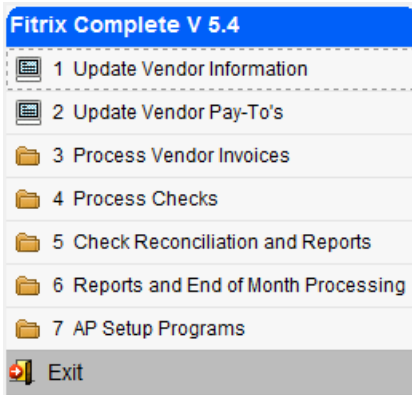 Fitrix Complete V 5.4
1 Update Vendor Information
2 Update Vendor Pay-To's
3 Process Vendor Invoices
4 Process Checks
5 Check Reconciliation and Reports
6 Reports and End of Month Processing
7 AP Setup Programs
Exit